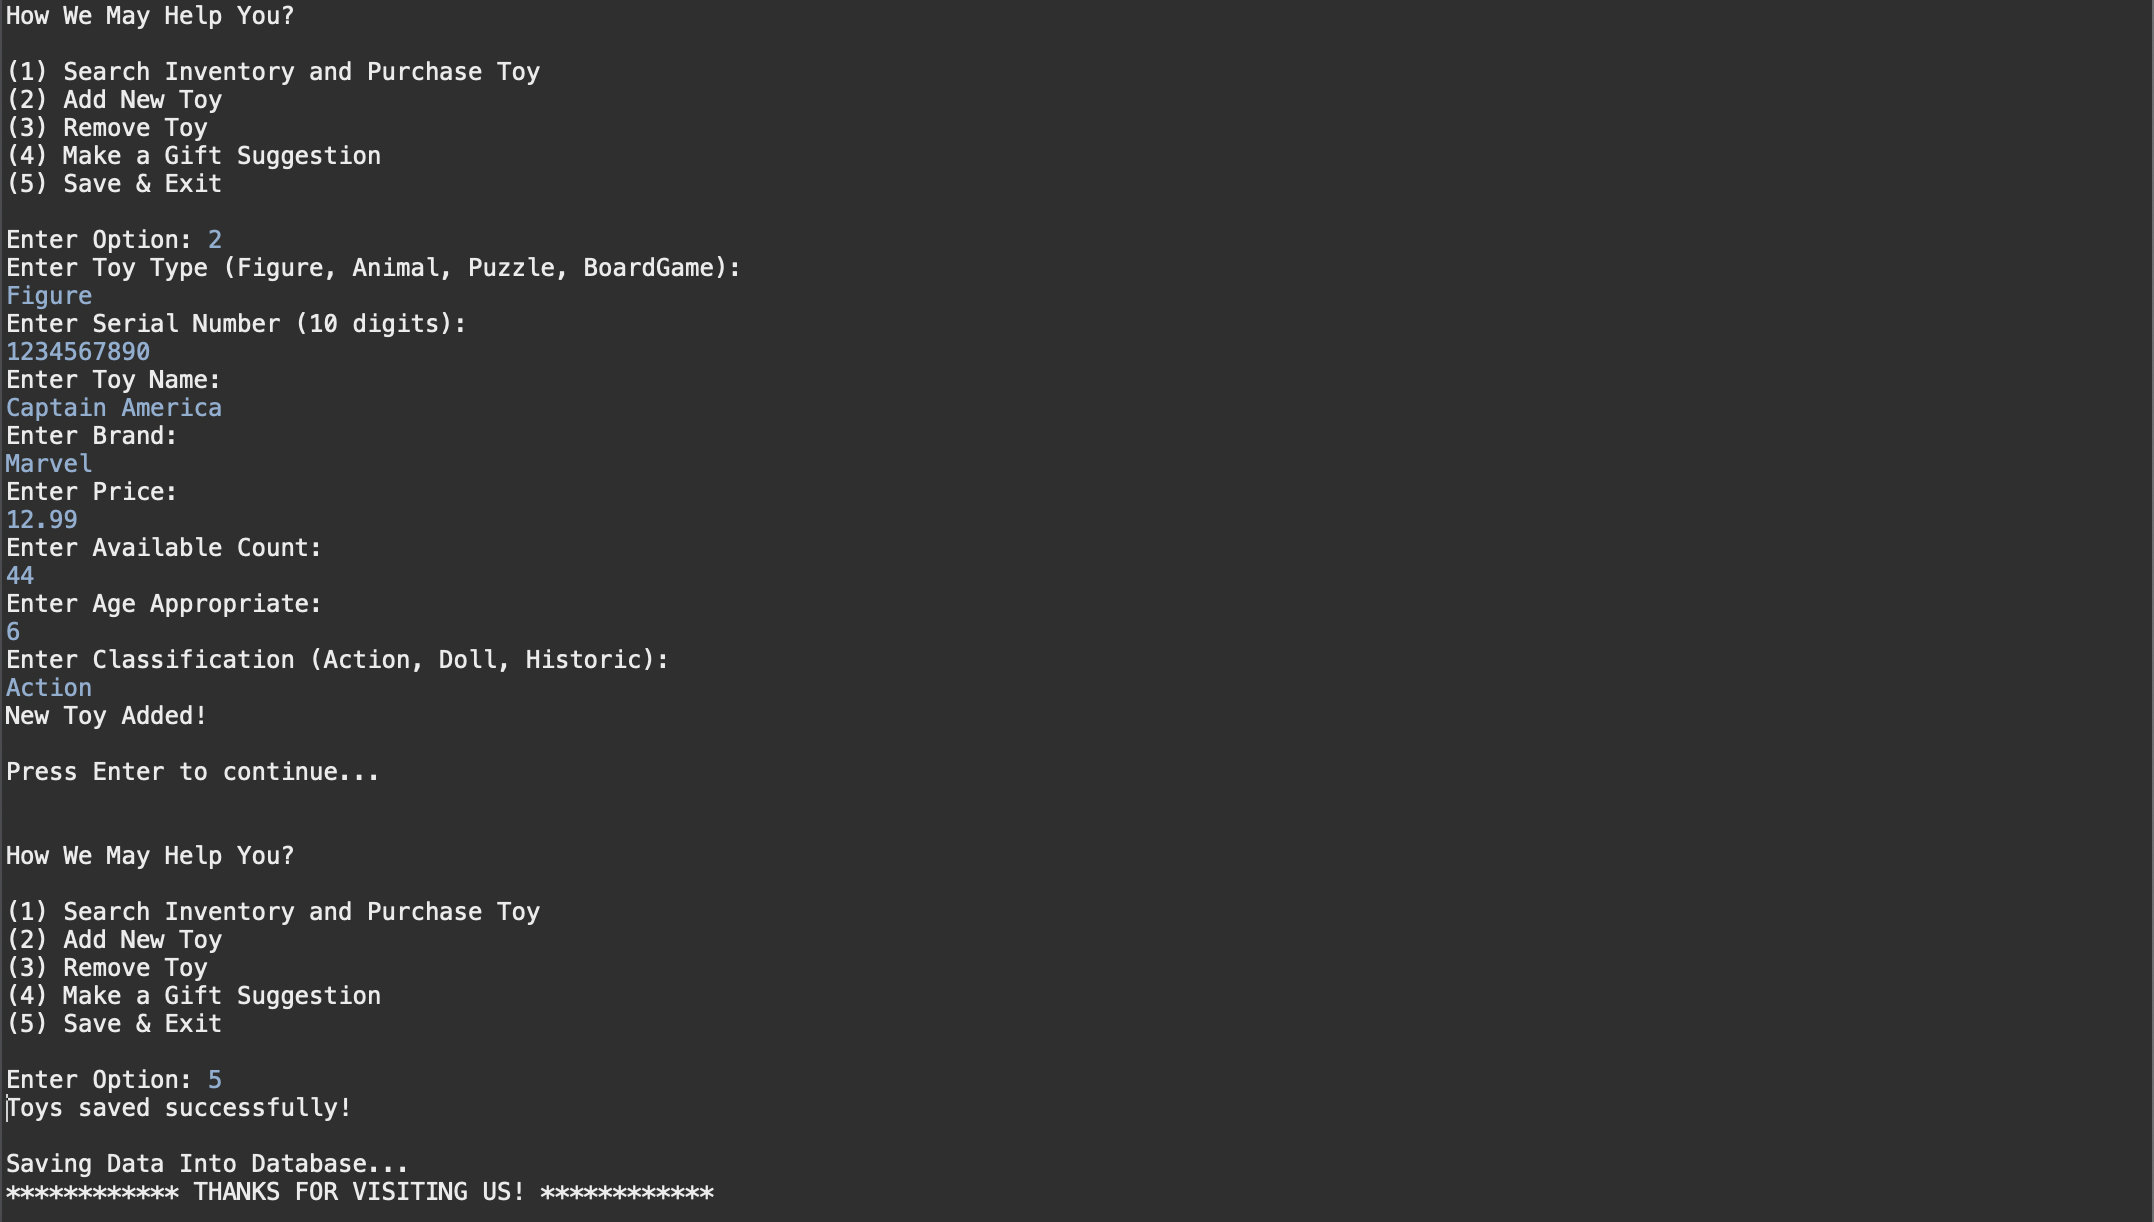 How We May Help You?
(1) Search Inventory and Purchase Toy
(2) Add New Toy
(3) Remove Toy
(4) Make a Gift Suggestion
(5) Save & Exit
Enter Option: 2
Enter Toy Type (Figure, Animal, Puzzle, BoardGame):
Figure
Enter Serial Number (10 digits):
1234567890
Enter Toy Name:
Captain America
Enter Brand:
Marvel
Enter Price:
12.99
Enter Available Count:
44
Enter Age Appropriate:
6
Enter Classification (Action, Doll, Historic):
Action
New Toy Added!
Press Enter to continue...
How We May Help You?
(1) Search Inventory and Purchase Toy
(2) Add New Toy
(3) Remove Toy
(4) Make a Gift Suggestion
(5) Save & Exit
Enter Option: 5
Toys saved successfully!
Saving Data Into Database...
************ THANKS FOR VISITING US! ************